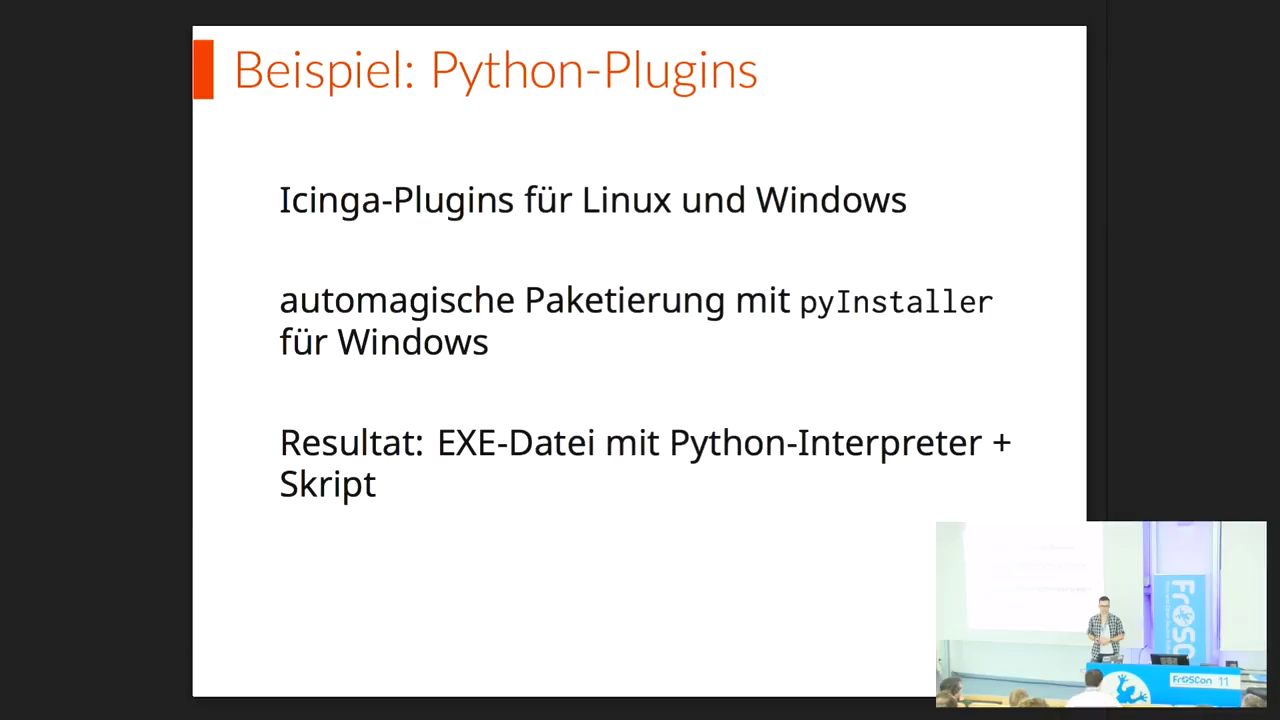 Beispiel: Python-Plugins
Icinga-Plugins für Linux und Windows
automagische Paketierung mit pyInstaller
für Windows
Resultat: EXE-Datei mit Python-Interpreter +
Skript
FrOSC
FrOSCon 11